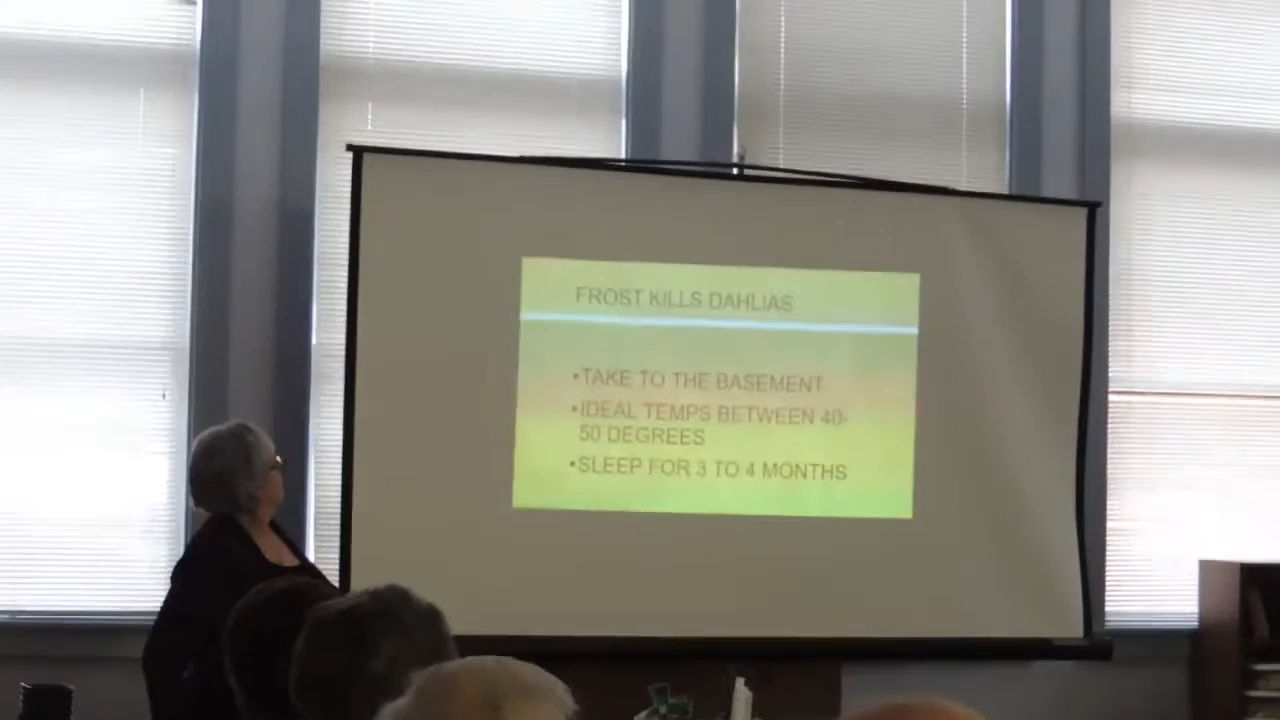 FROST KILLS DAHLIAS
•TAKE TO THE BASEMENT
•IDEAL TEMPS BETWEEN 40-
50 DEGREES
•SLEEP FOR 3 TO 4 MONTHS